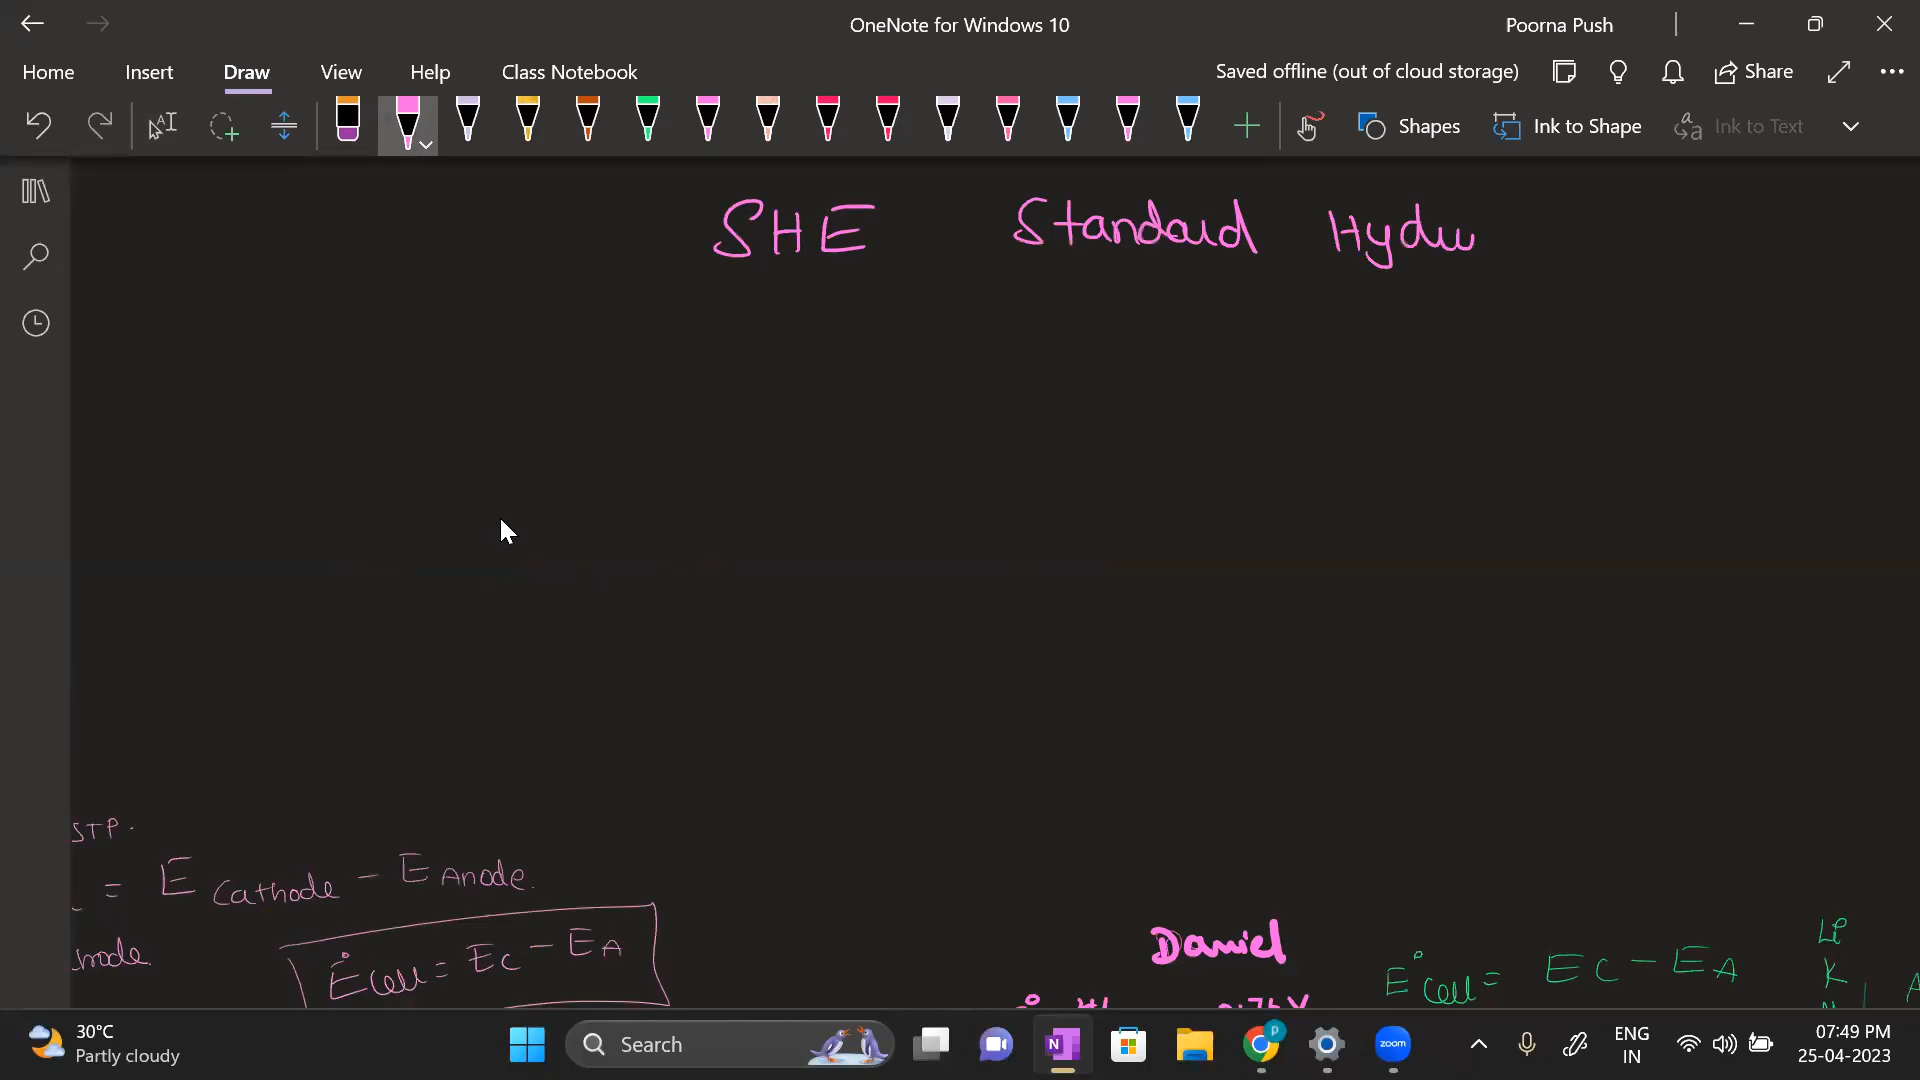 OneNote for Windows 10
Poorna Push
Home Insert Draw View Help Class Notebook
Saved offline (out of cloud storage)
Share
Shapes
Ink to Shape
Ink to Text
SHE Standard Hydro
STP.
= E Cathode - E Anode.
E°cell = EC - EA
Daniel
E°cell = EC - EA
Li
K
30°C
Partly cloudy
Search
zoom
ENG
IN
07:49 PM
25-04-2023